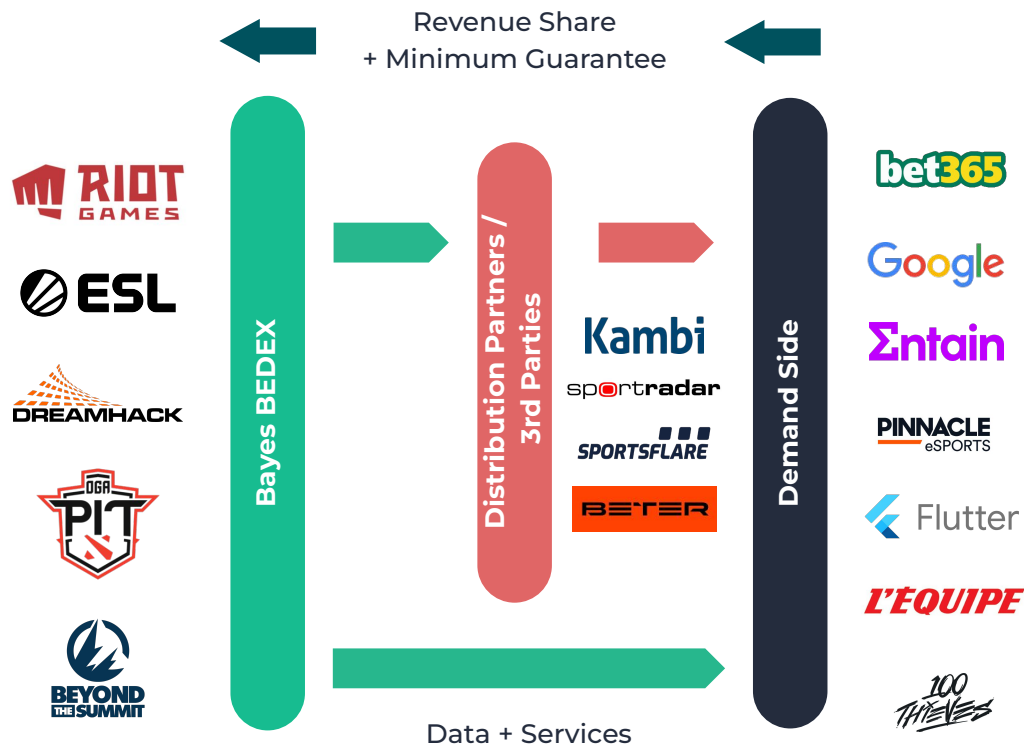 Revenue Share
+ Minimum Guarantee
RIOT
GAMES
ESL
DREAMHACK
OGA
PIT
BEYOND
THE SUMMIT
Bayes BEDEX
Distribution Partners /
3rd Parties
Kambi
sportradar
SPORTSFLARE
BETER
Demand Side
bet365
Google
Entain
PINNACLE
eSPORTS
Flutter
L'ÉQUIPE
100
THIEVES
Data + Services